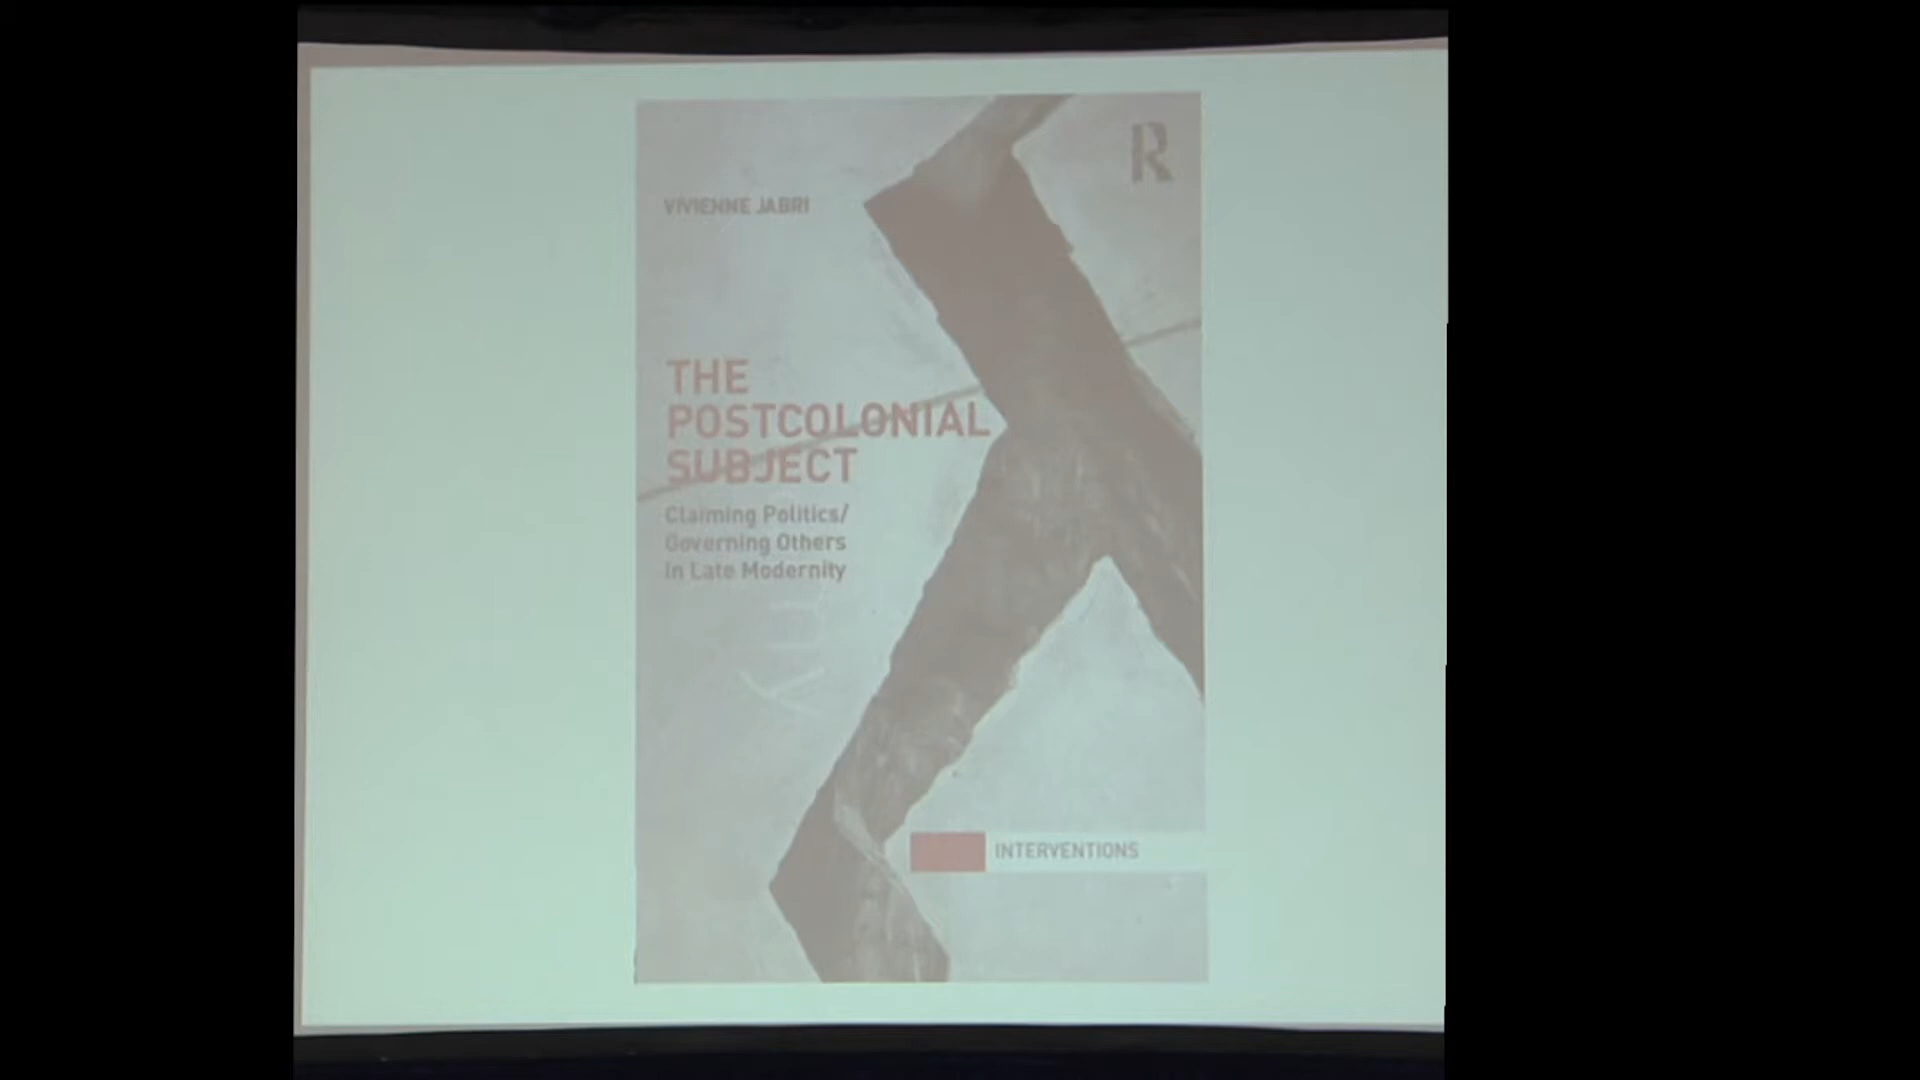 R
VIVIENNE JABRI
THE
POSTCOLONIAL
SUBJECT
Claiming Politics/
Governing Others
in Late Modernity
INTERVENTIONS